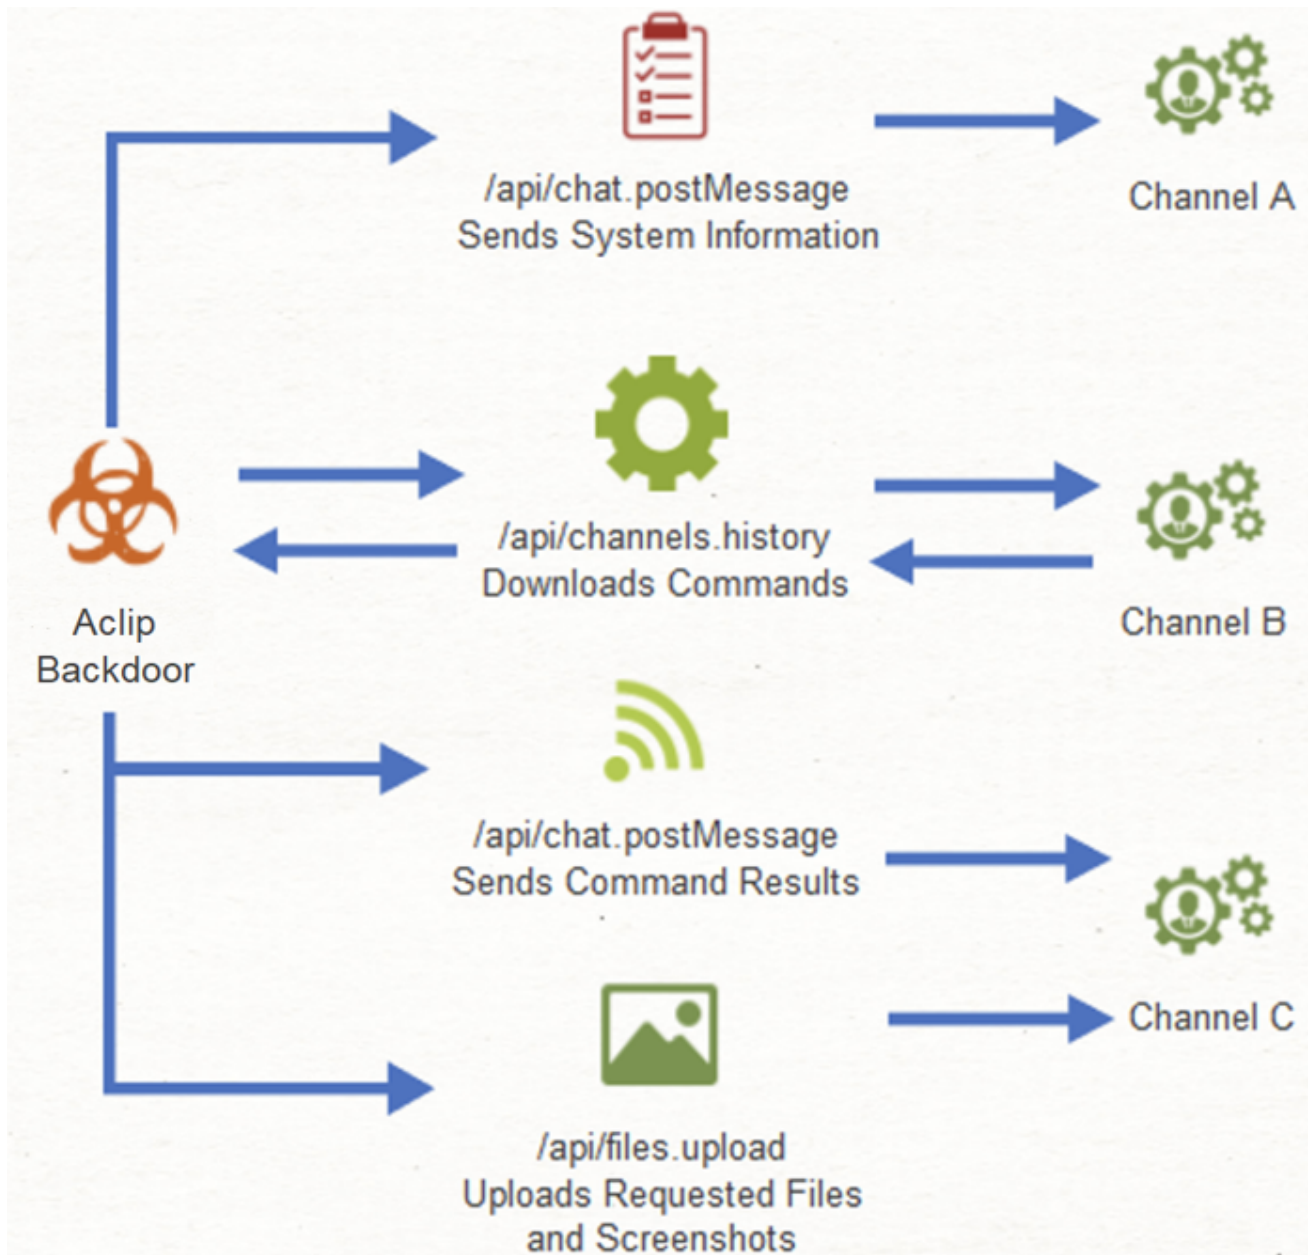 /api/chat.postMessage
Sends System Information
Channel A
/api/channels.history
Downloads Commands
Channel B
Aclip
Backdoor
/api/chat.postMessage
Sends Command Results
Channel C
/api/files.upload
Uploads Requested Files
and Screenshots